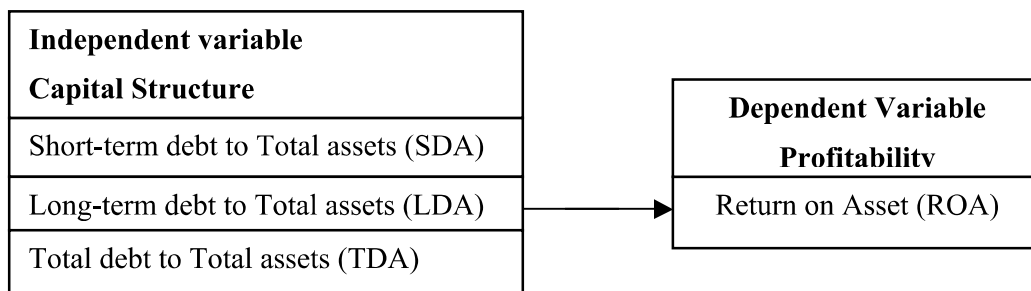 Independent variable
Capital Structure
Short-term debt to Total assets (SDA)
Long-term debt to Total assets (LDA)
Total debt to Total assets (TDA)
Dependent Variable
Profitability
Return on Asset (ROA)